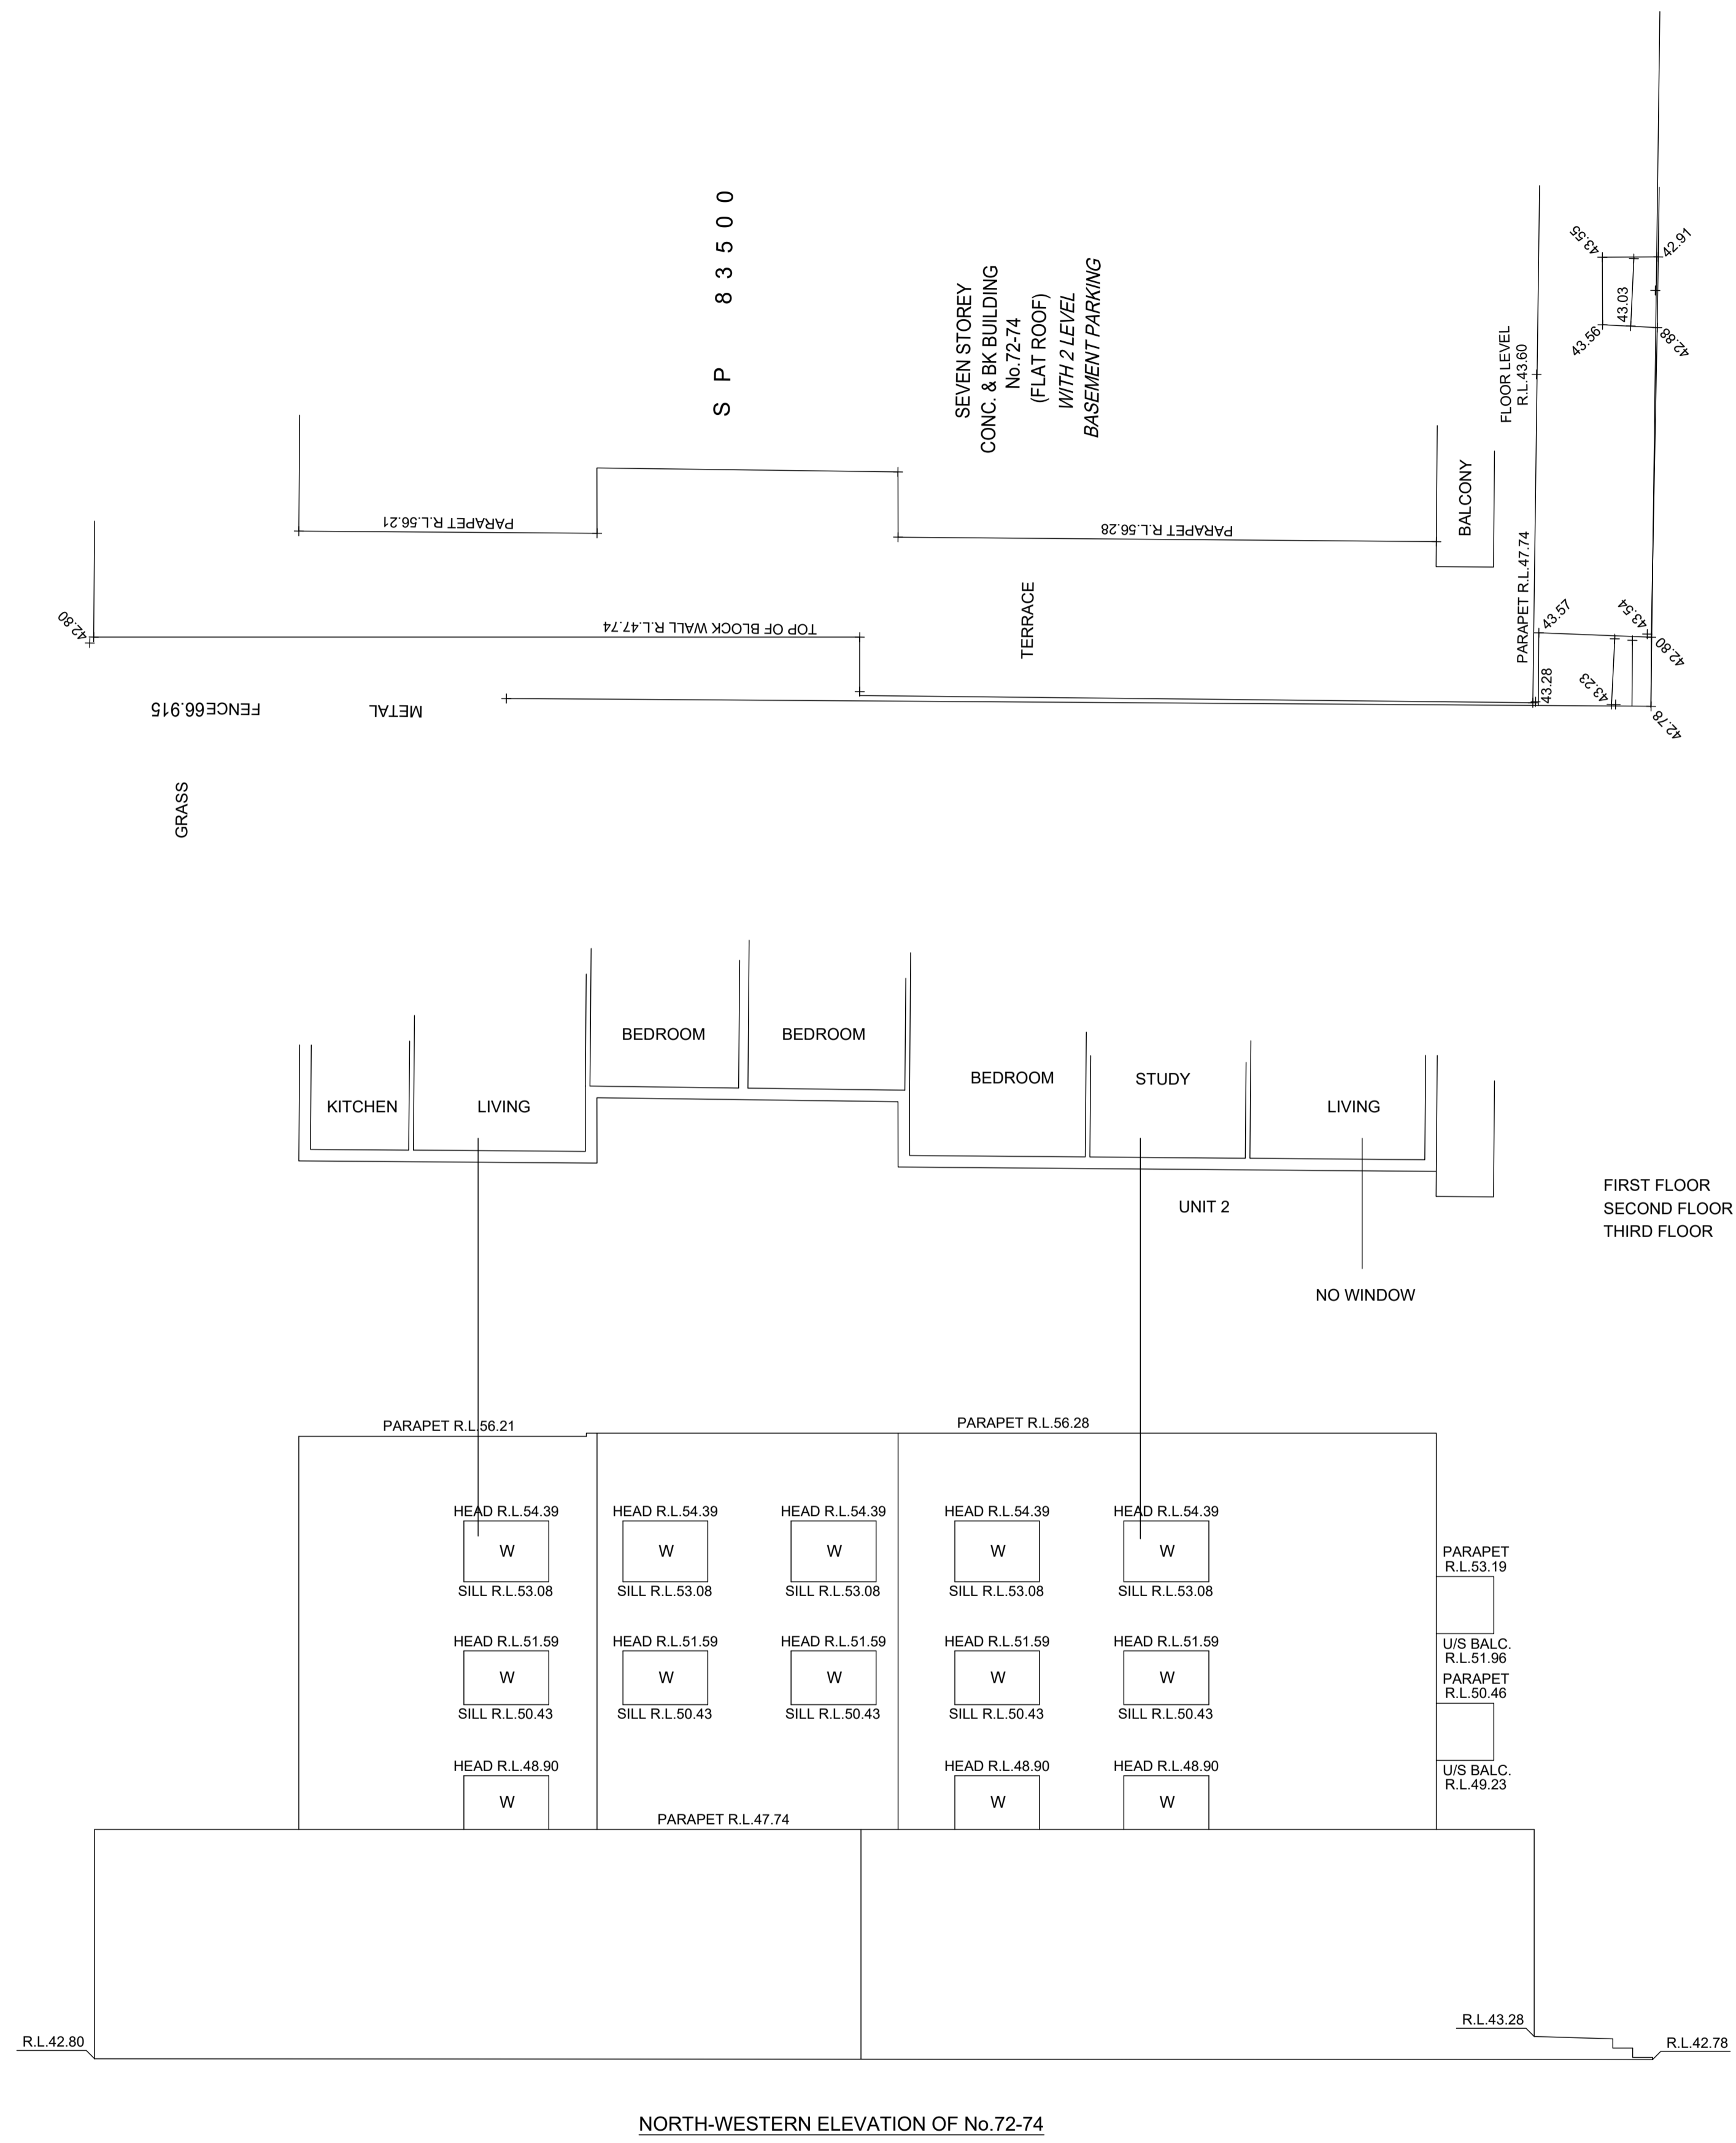 S P 83500
SEVEN STOREY
CONC. & BK BUILDING
No.72-74
(FLAT ROOF)
WITH 2 LEVEL
BASEMENT PARKING
43.55
42.91
43.03
43.56
42.88
FLOOR LEVEL
R.L.43.60
BALCONY
PARAPET R.L.56.21
PARAPET R.L.56.28
PARAPET R.L.47.74
TERRACE
42.80
TOP OF BLOCK WALL R.L.47.74
43.57
43.54
42.80
43.28
43.23
42.78
FENCE66.915
METAL
GRASS
BEDROOM
BEDROOM
BEDROOM
STUDY
KITCHEN
LIVING
LIVING
UNIT 2
FIRST FLOOR
SECOND FLOOR
THIRD FLOOR
NO WINDOW
PARAPET R.L.56.21
PARAPET R.L.56.28
HEAD R.L.54.39
HEAD R.L.54.39
HEAD R.L.54.39
HEAD R.L.54.39
HEAD R.L.54.39
W
W
W
W
W
SILL R.L.53.08
SILL R.L.53.08
SILL R.L.53.08
SILL R.L.53.08
SILL R.L.53.08
PARAPET
R.L.53.19
HEAD R.L.51.59
HEAD R.L.51.59
HEAD R.L.51.59
HEAD R.L.51.59
HEAD R.L.51.59
U/S BALC.
R.L.51.96
W
W
W
W
W
PARAPET
R.L.50.46
SILL R.L.50.43
SILL R.L.50.43
SILL R.L.50.43
SILL R.L.50.43
SILL R.L.50.43
HEAD R.L.48.90
HEAD R.L.48.90
HEAD R.L.48.90
U/S BALC.
R.L.49.23
W
W
W
PARAPET R.L.47.74
R.L.42.80
R.L.43.28
R.L.42.78
NORTH-WESTERN ELEVATION OF No.72-74